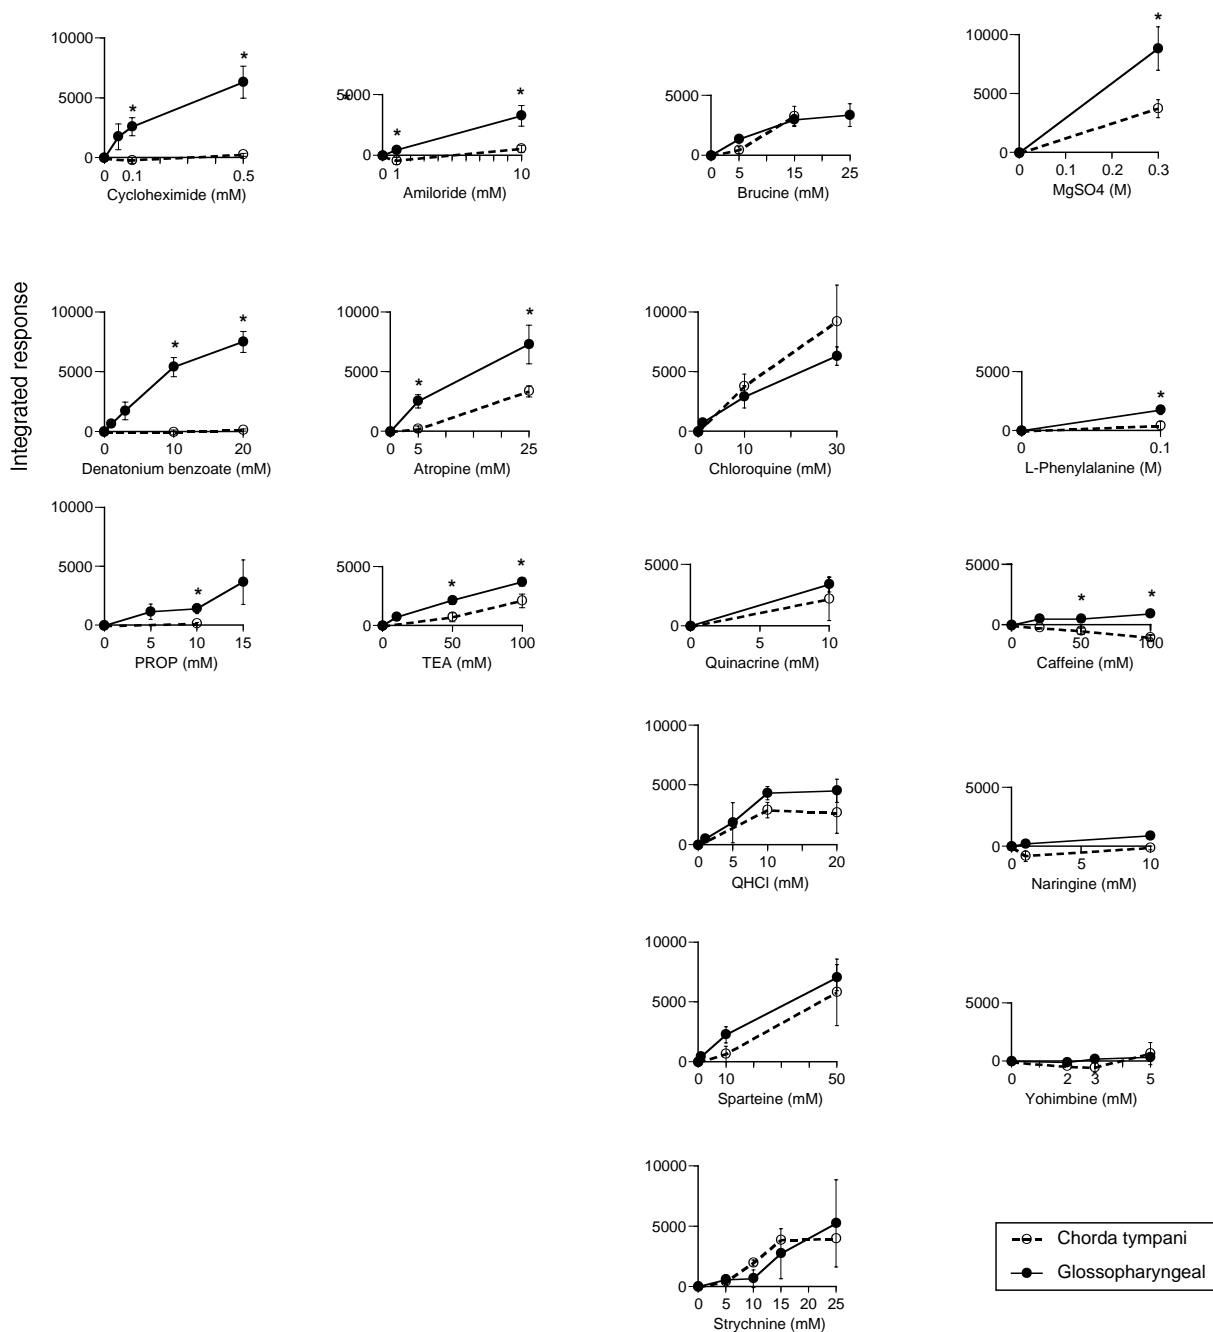 Integrated response
10000
5000
0
*
*
0 0.1 0.5
Cycloheximide (mM)
5000
0
*
*
*
0 1 10
Amiloride (mM)
5000
0
0 5 15 25
Brucine (mM)
10000
5000
0
*
0 0.1 0.2 0.3
MgSO4 (M)
10000
5000
0
*
*
0 10 20
Denatonium benzoate (mM)
10000
5000
0
*
*
0 5 25
Atropine (mM)
10000
5000
0
0 10 30
Chloroquine (mM)
5000
0
*
0 0.1
L-Phenylalanine (M)
10000
5000
0
*
0 5 10 15
PROP (mM)
5000
0
*
*
0 50 100
TEA (mM)
5000
0
0 5 10
Quinacrine (mM)
5000
0
*
*
0 20 50 100
Caffeine (mM)
10000
5000
0
0 5 10 20
QHCl (mM)
5000
0
0 5 10
Naringine (mM)
10000
5000
0
0 10 50
Sparteine (mM)
5000
0
0 2 3 5
Yohimbine (mM)
10000
5000
0
0 5 10 15 20 25
Strychnine (mM)
Chorda tympani
Glossopharyngeal